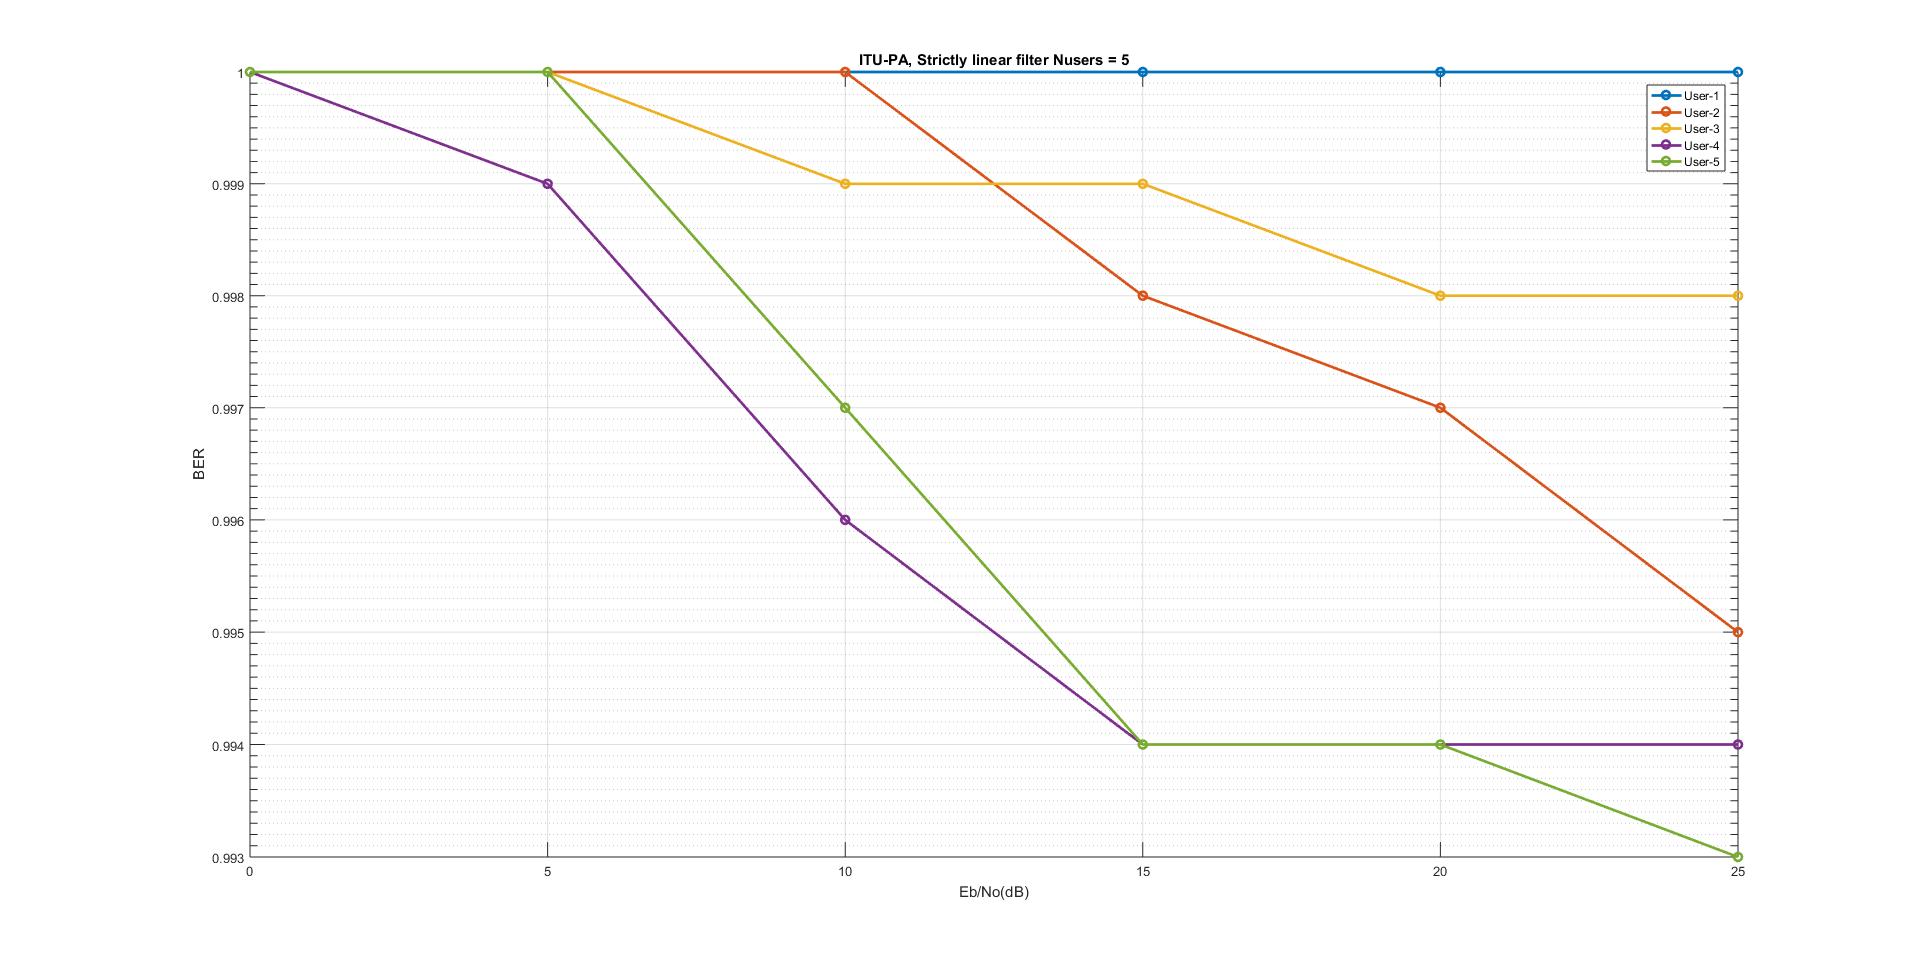 ITU-PA, Strictly linear filter Nusers = 5
1
0.999
0.998
0.997
0.996
0.995
0.994
0.993
BER
0 5 10 15 20 25
Eb/No(dB)
User-1
User-2
User-3
User-4
User-5